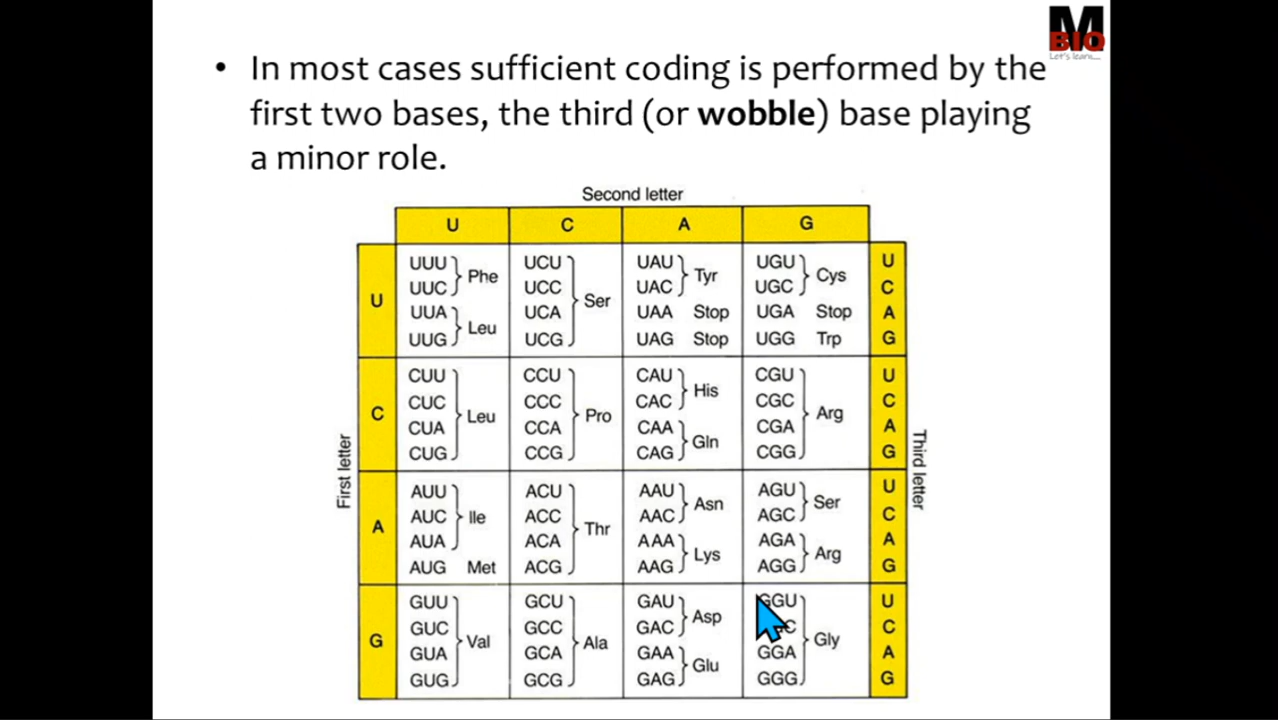 M
BIQ
Let's learn....
• In most cases sufficient coding is performed by the
first two bases, the third (or wobble) base playing
a minor role.
Second letter
U C A G
UUU UCU UAU UGU U
UUC Phe UCC UAC Tyr UGC Cys C
U UUA UCA Ser UAA Stop UGA Stop A
UUG Leu UCG UAG Stop UGG Trp G
CUU CCU CAU CGU U
CUC CCC CAC His CGC C
C CUA Leu CCA Pro CAA CGA Arg A
CUG CCG CAG Gln CGG G
First letter
Third letter
AUU ACU AAU AGU U
AUC Ile ACC AAC Asn AGC Ser C
A AUA ACA Thr AAA AGA A
AUG Met ACG AAG Lys AGG Arg G
GUU GCU GAU GGU U
GUC GCC GAC Asp C
G GUA Val GCA Ala GAA GGA Gly A
GUG GCG GAG Glu GGG G